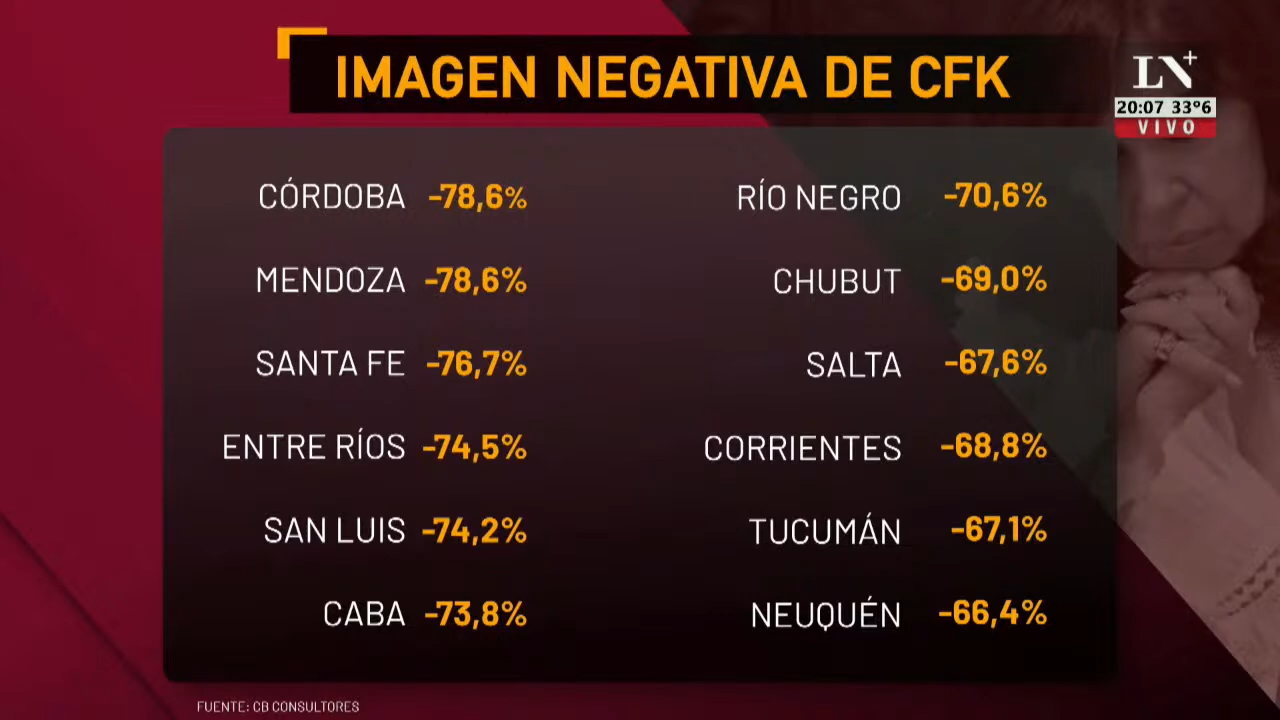 IMAGEN NEGATIVA DE CFK
LN+
20:07 33°6
VIVO
CÓRDOBA -78,6%
MENDOZA -78,6%
SANTA FE -76,7%
ENTRE RÍOS -74,5%
SAN LUIS -74,2%
CABA -73,8%
RÍO NEGRO -70,6%
CHUBUT -69,0%
SALTA -67,6%
CORRIENTES -68,8%
TUCUMÁN -67,1%
NEUQUÉN -66,4%
FUENTE: CB CONSULTORES